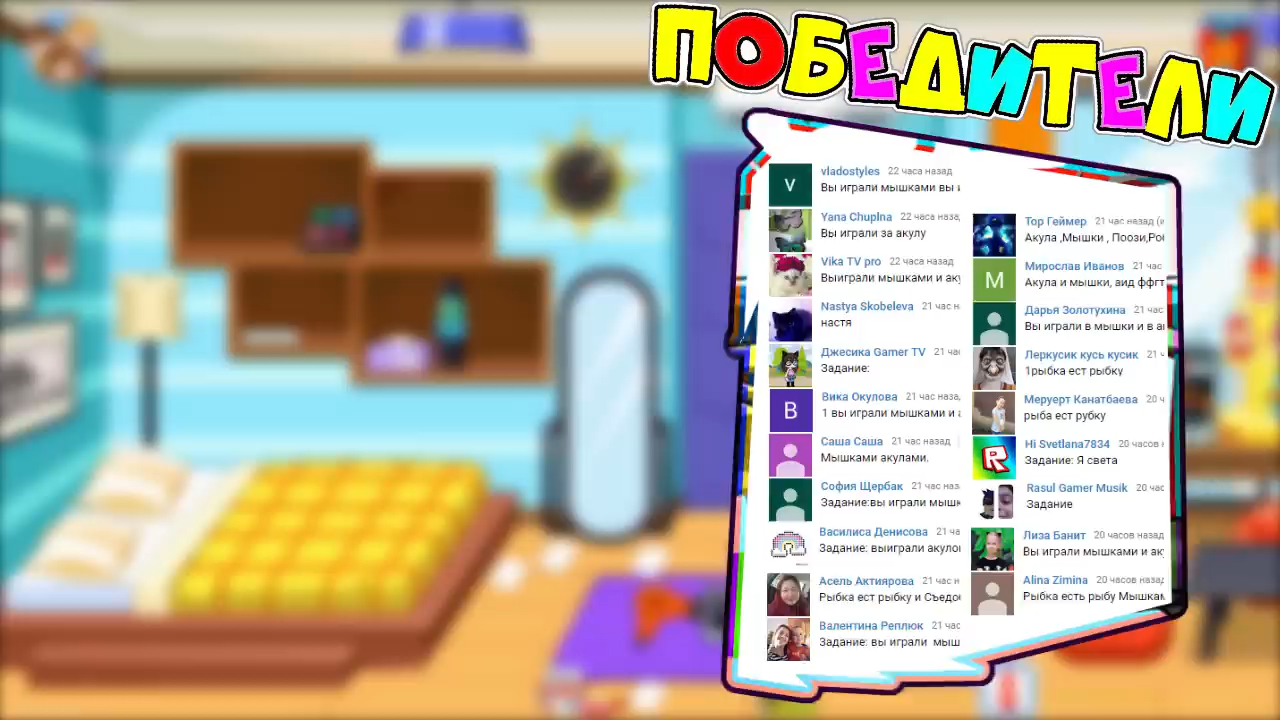 ПОБЕДИТЕЛИ
V
vladostyles 22 часа назад
Вы играли мышками вы и
Yana Chuplna 22 часа наза
Вы играли за акулу
Vika TV pro 22 часа назад
Выиграли мышками и аку
Nastya Skobeleva 21 час н
настя
Джесика Gamer TV 21 час
Задание:
В
Вика Окулова 21 час наза
1 вы играли мышками и а
Саша Саша 21 час назад
Мышками акулами.
София Щербак 21 час наз
Задание:вы играли мышк
Василиса Денисова 21 ча
Задание: выиграли акулой
Асель Актиярова 21 час н
Рыбка ест рыбку и Съедо
Валентина Реплюк 21 час
Задание: вы играли мыш
Тор Геймер 21 час назад (и
Акула ,Мышки , Поози,Ро
М
Мирослав Иванов 21 час
Акула и мышки, аид ффгт
Дарья Золотухина 21 час
Вы играли в мышки и в а
Леркусик кусь кусик 21 ч
1рыбка ест рыбку
Меруерт Канатбаева 20 ч
рыба ест рубку
Hi Svetlana7834 20 часов н
Задание: Я света
Rasul Gamer Musik 20 час
Задание
Лиза Банит 20 часов назад
Вы играли мышками и ак
Alina Zimina 20 часов назад
Рыбка есть рыбу Мышкам